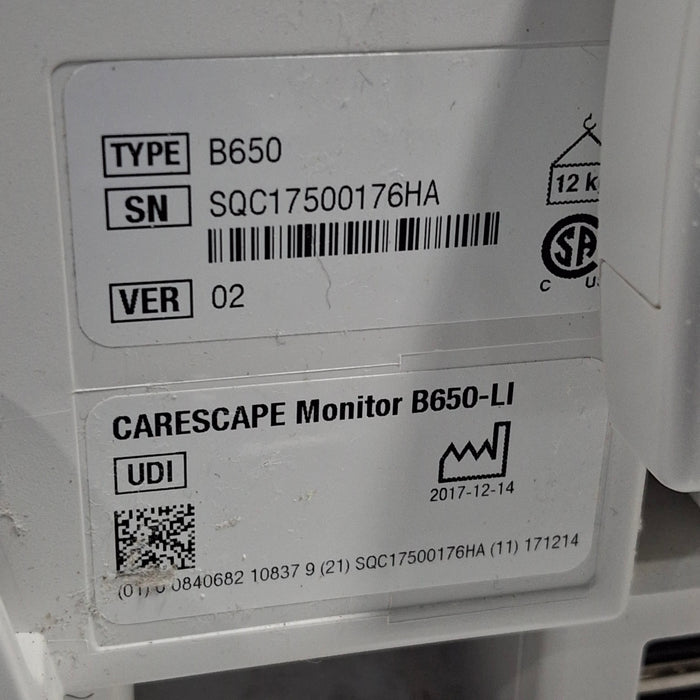 TYPE B650
12 k
SN SQC17500176HA
SA
C U
VER 02
CARESCAPE Monitor B650-LI
UDI
2017-12-14
(01) 0 0840682 10837 9 (21) SQC17500176HA (11) 171214